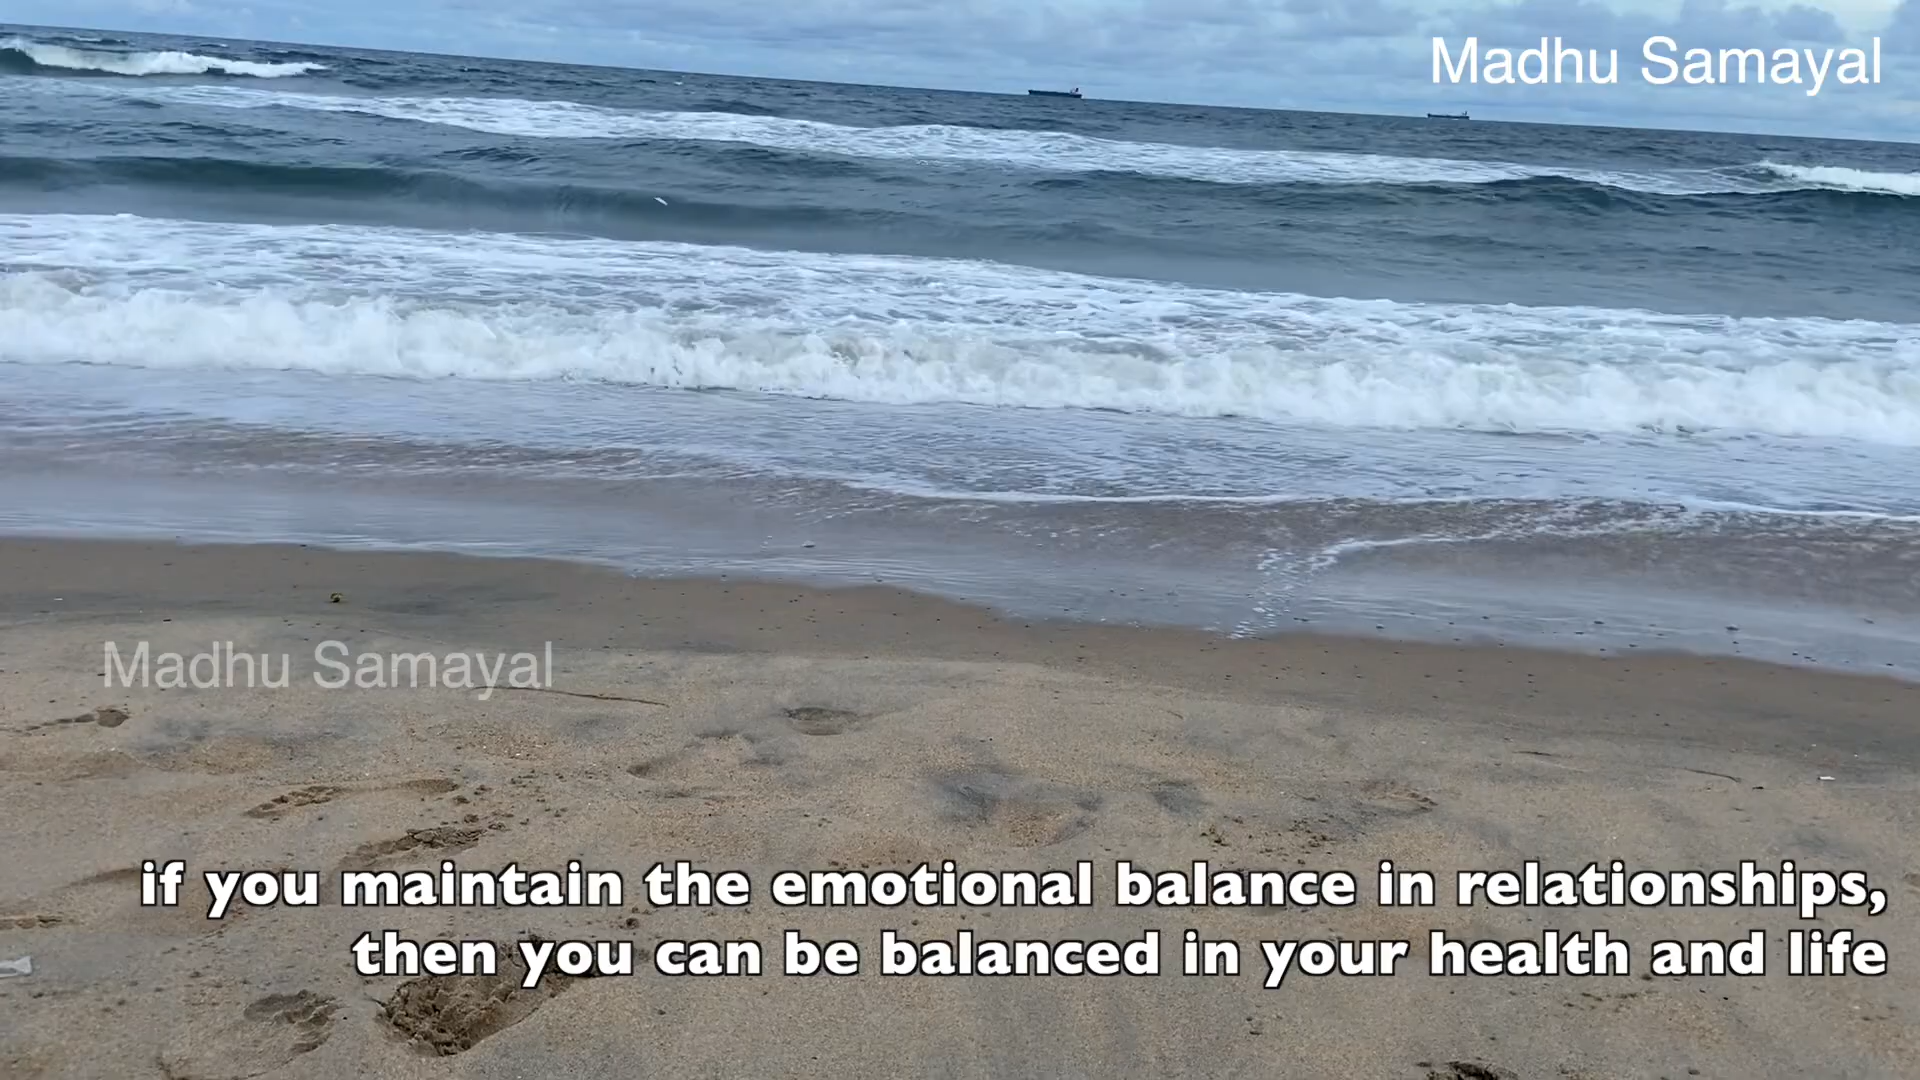 Madhu Samayal
Madhu Samayal
if you maintain the emotional balance in relationships,
then you can be balanced in your health and life